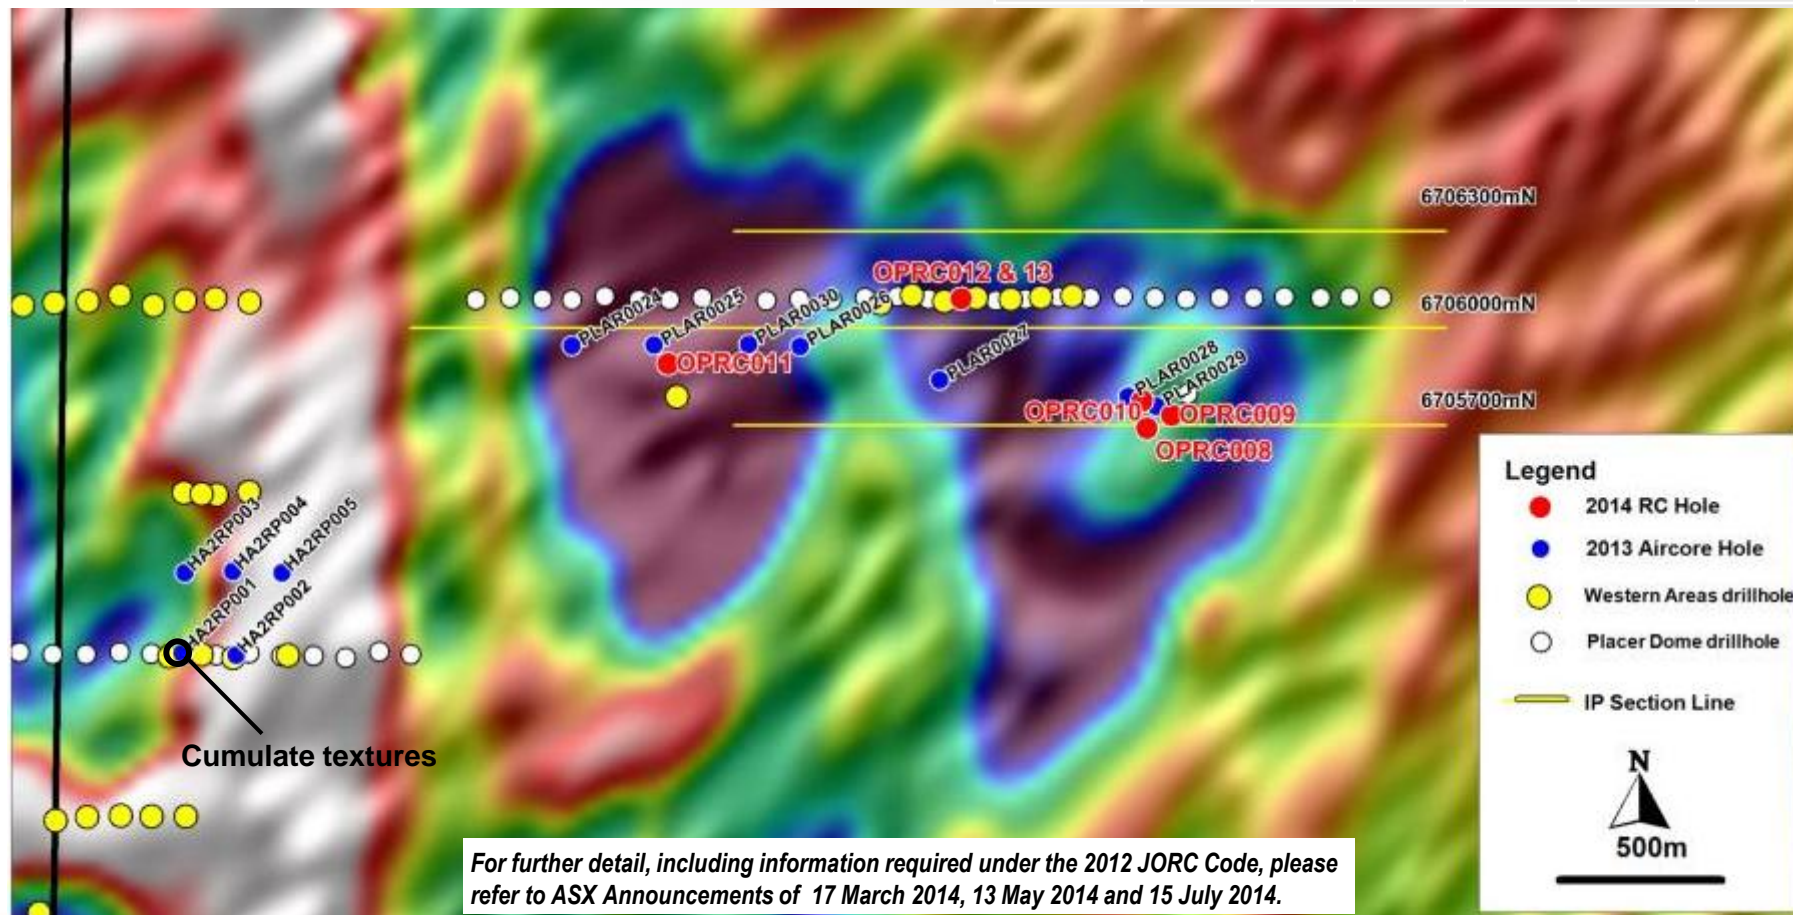 6706300mN
OPRC012 & 13
6706000mN
PLAR0024
PLAR0025
PLAR0030
PLAR0026
OPRC011
PLAR0027
PLAR0028
PLAR0029
6705700mN
OPRC010
OPRC009
OPRC008
HA2RP003
HA2RP004
HA2RP005
HA2RP001
HA2RP002
Cumulate textures
Legend
2014 RC Hole
2013 Aircore Hole
Western Areas drillhole
Placer Dome drillhole
IP Section Line
N
500m
For further detail, including information required under the 2012 JORC Code, please
refer to ASX Announcements of 17 March 2014, 13 May 2014 and 15 July 2014.